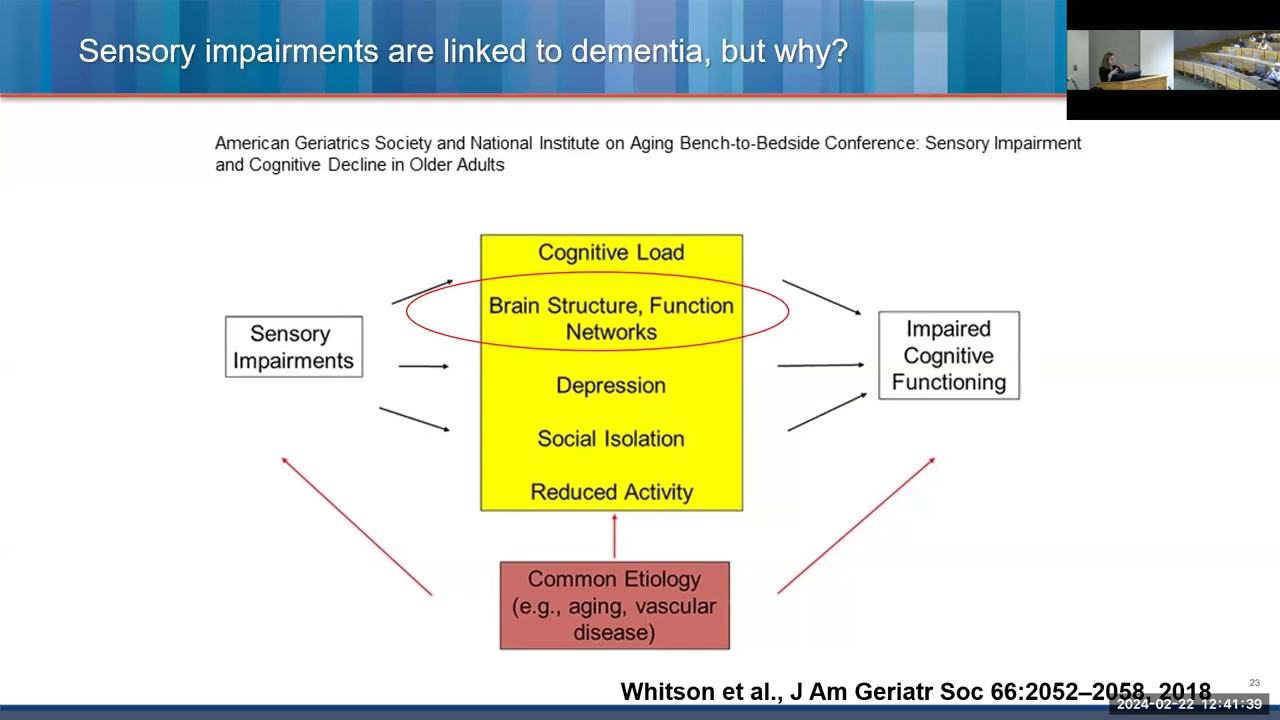 Sensory impairments are linked to dementia, but why?
American Geriatrics Society and National Institute on Aging Bench-to-Bedside Conference: Sensory Impairment
and Cognitive Decline in Older Adults
Cognitive Load
Brain Structure, Function
Networks
Depression
Social Isolation
Reduced Activity
Sensory
Impairments
Impaired
Cognitive
Functioning
Common Etiology
(e.g., aging, vascular
disease)
Whitson et al., J Am Geriatr Soc 66:2052–2058, 2018
23
2024-02-22 12:41:39